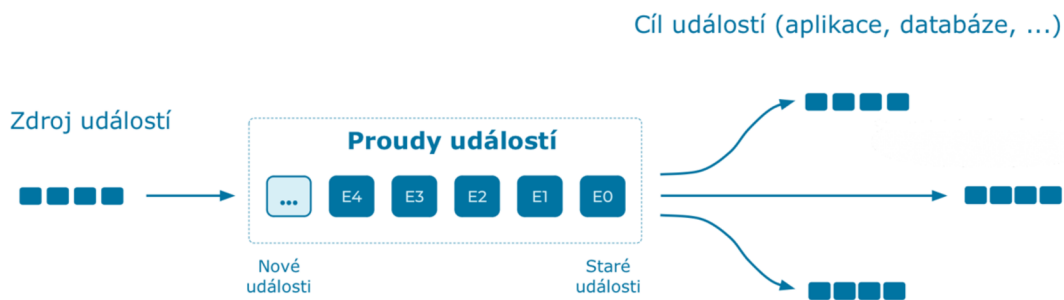 Cíl událostí (aplikace, databáze, ...)
Zdroj událostí
Proudy událostí
... E4 E3 E2 E1 E0
Nové
události
Staré
události